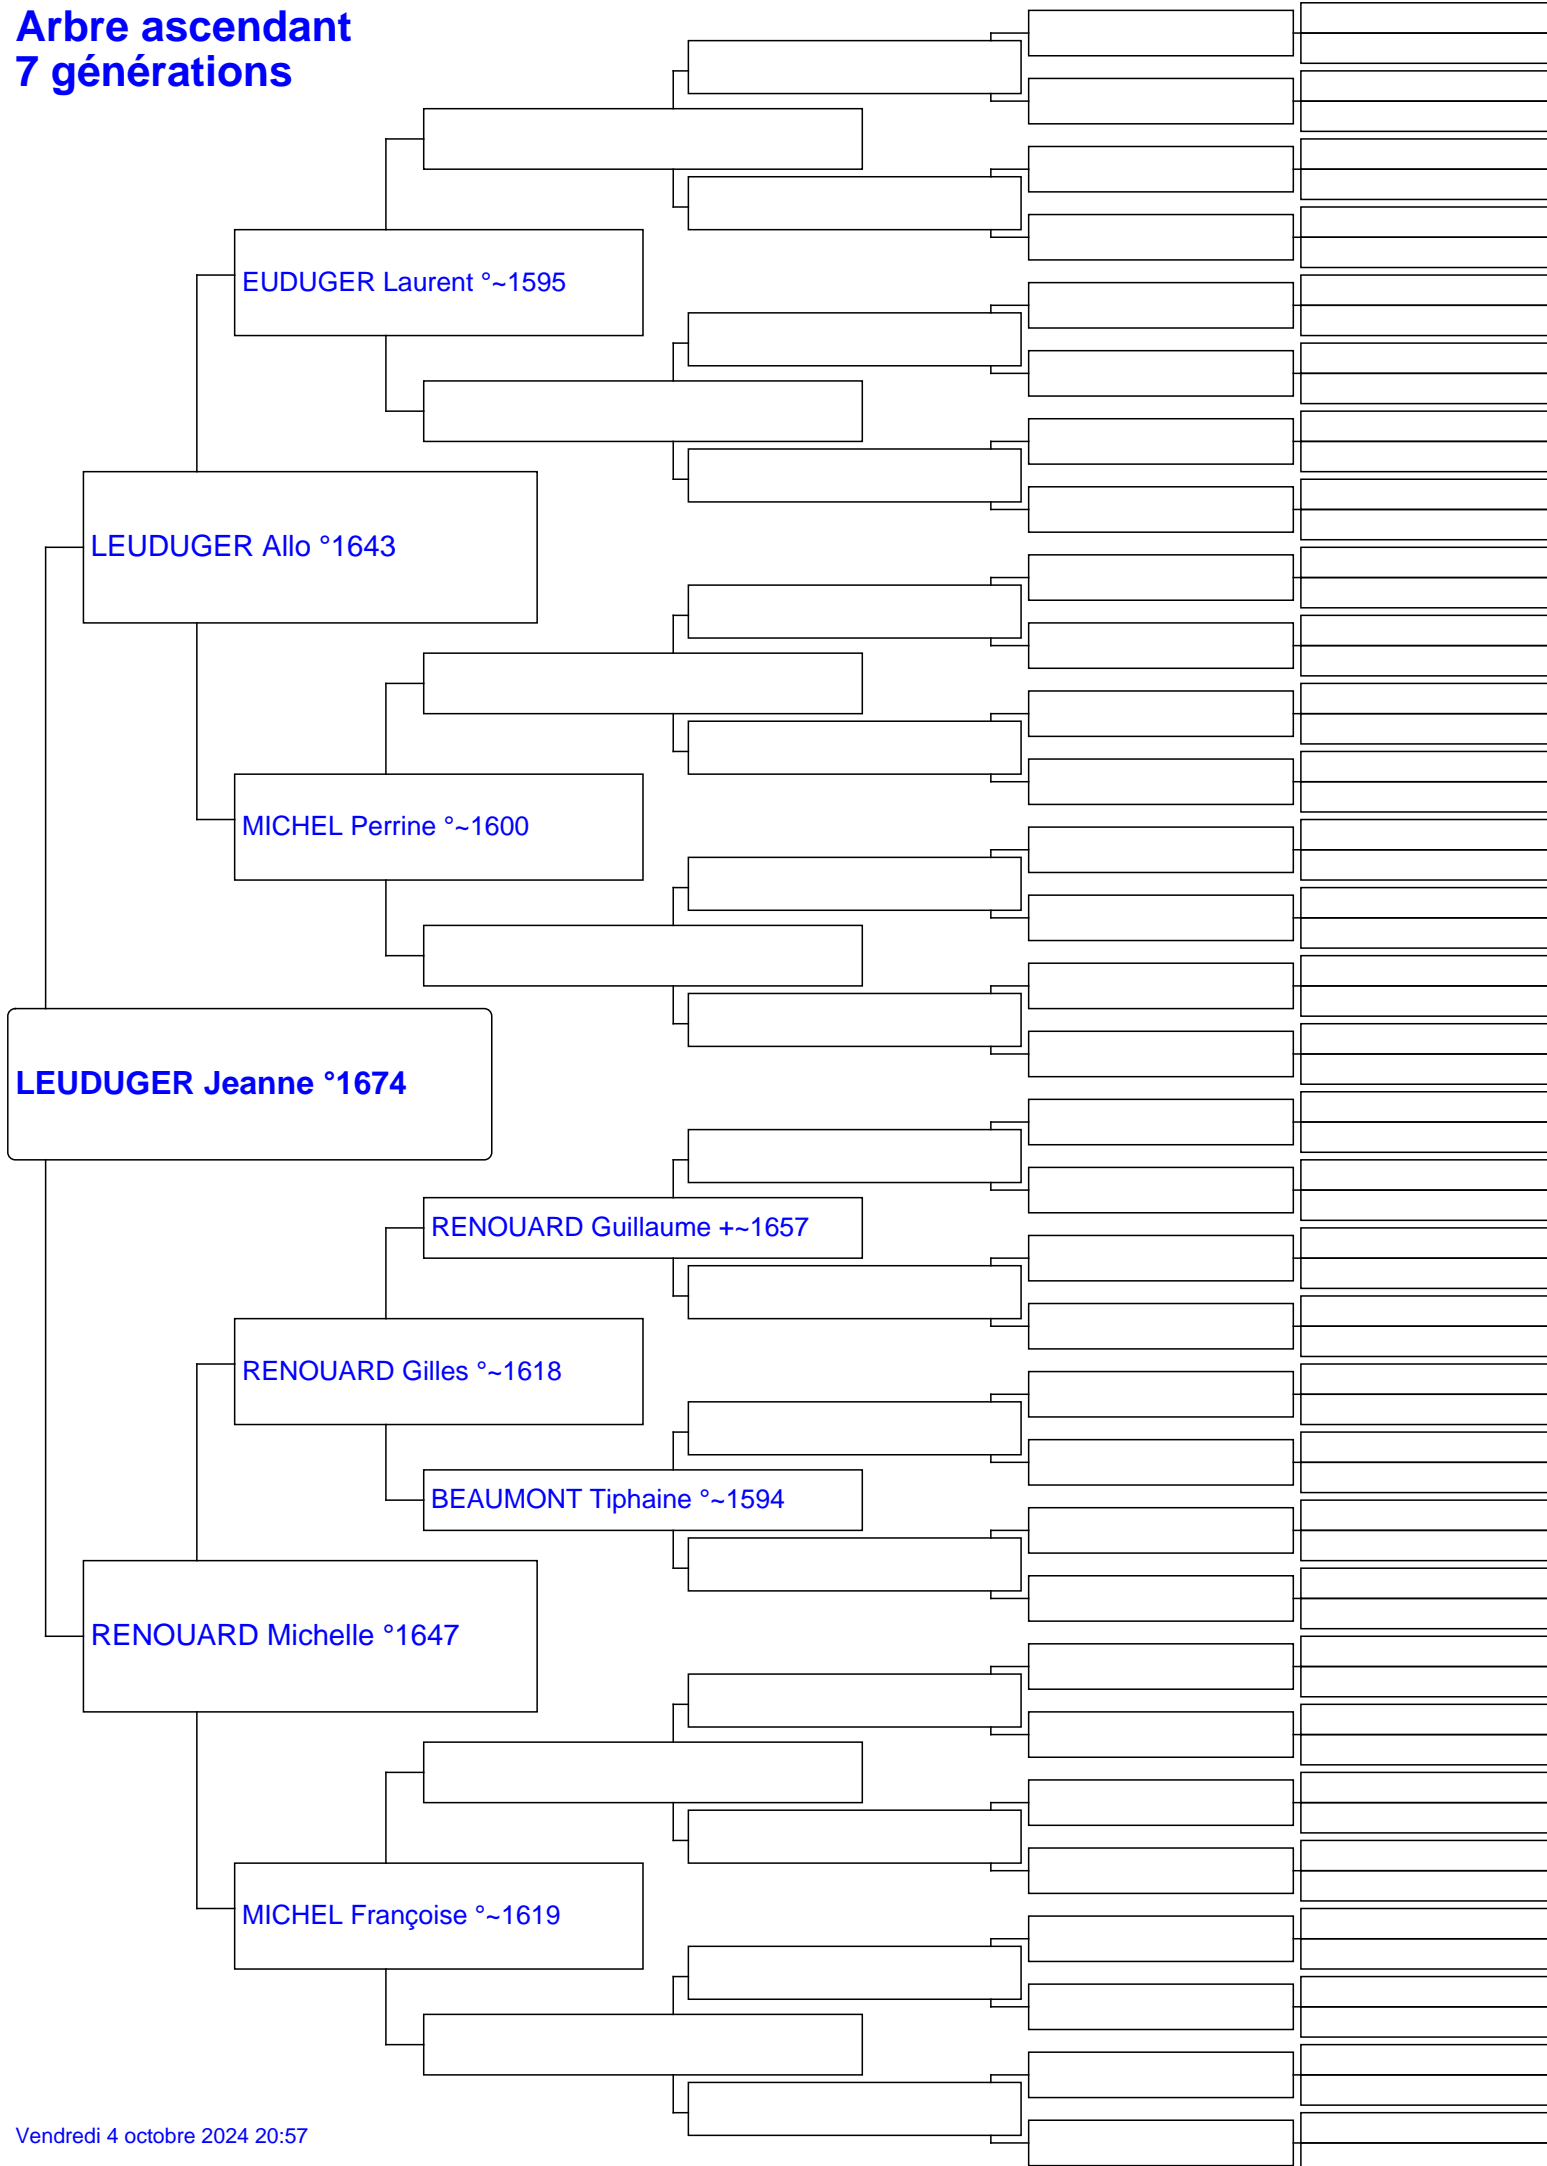 Arbre ascendant
7 générations
EUDUGER Laurent °~1595
LEUDUGER Allo °1643
MICHEL Perrine °~1600
LEUDUGER Jeanne °1674
RENOUARD Guillaume +~1657
RENOUARD Gilles °~1618
BEAUMONT Tiphaine °~1594
RENOUARD Michelle °1647
MICHEL Françoise °~1619
Vendredi 4 octobre 2024 20:57